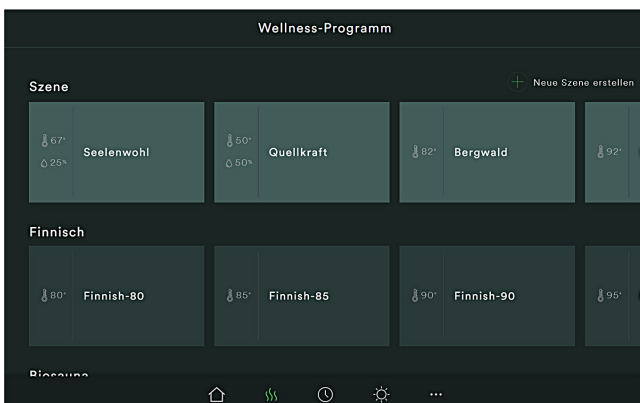 Wellness-Programm
Szene
Neue Szene erstellen
67°
25%
Seelenwohl
50°
50%
Quellkraft
82°
Bergwald
92°
Finnisch
80°
Finnish-80
85°
Finnish-85
90°
Finnish-90
95°
Biosauna